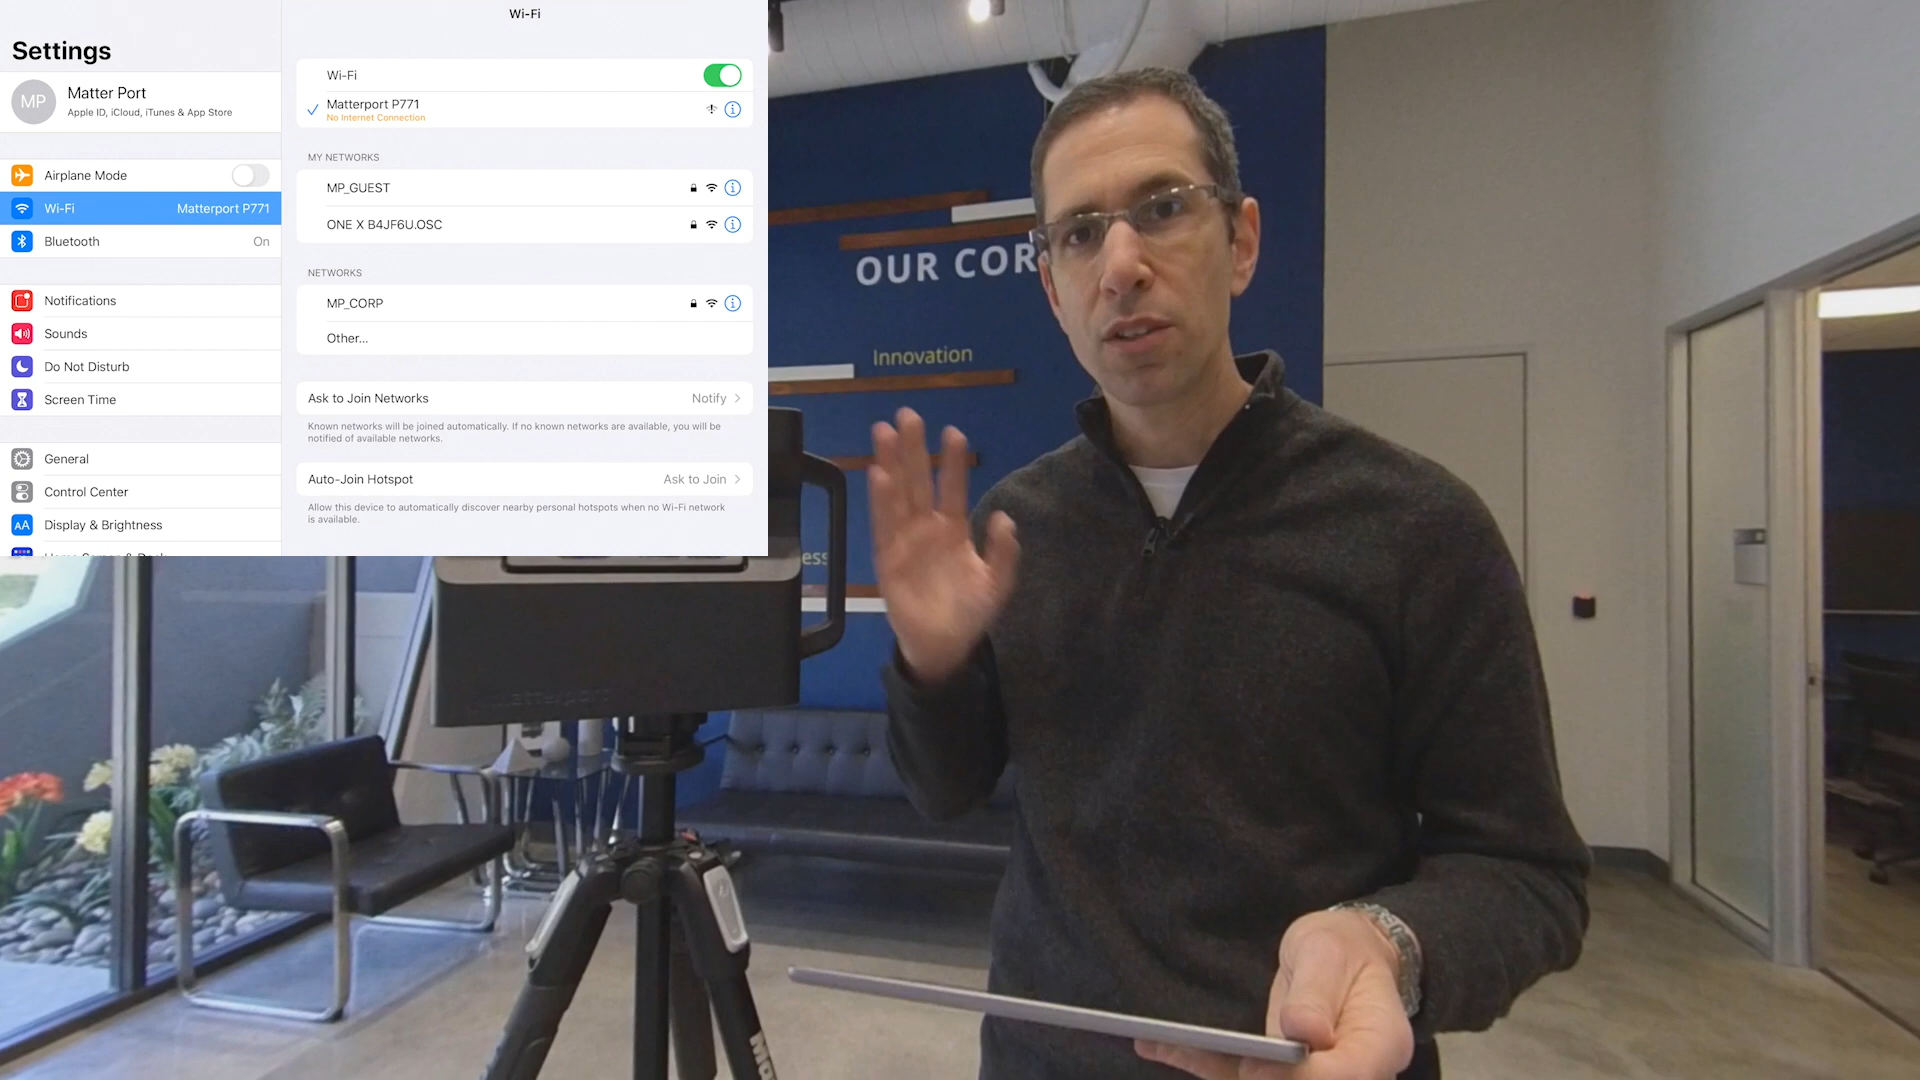 Settings
MP
Matter Port
Apple ID, iCloud, iTunes & App Store
Airplane Mode
Wi-Fi
Matterport P771
Bluetooth
On
Notifications
Sounds
Do Not Disturb
Screen Time
General
Control Center
AA
Display & Brightness
Wi-Fi
Wi-Fi
Matterport P771
No Internet Connection
MY NETWORKS
MP_GUEST
ONE X B4JF6U.OSC
NETWORKS
MP_CORP
Other...
Ask to Join Networks
Notify
Known networks will be joined automatically. If no known networks are available, you will be
notified of available networks.
Auto-Join Hotspot
Ask to Join
Allow this device to automatically discover nearby personal hotspots when no Wi-Fi network
is available.
OUR COR
Innovation
ess
matterport